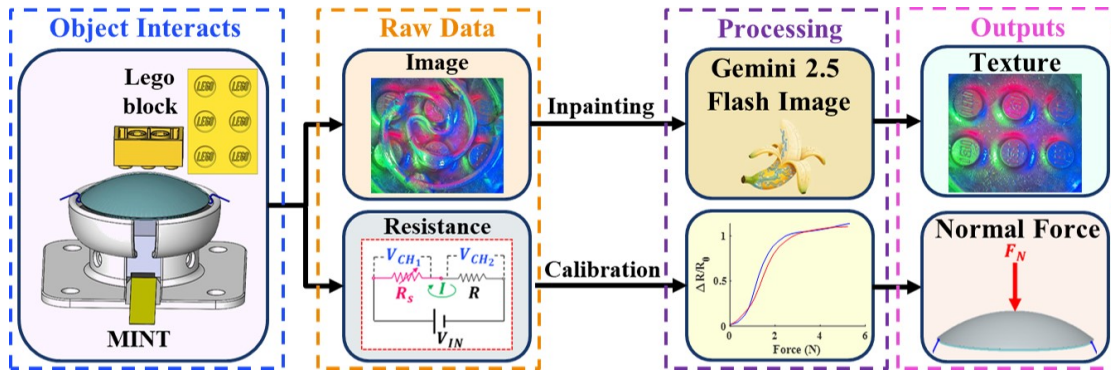 Object Interacts
Lego
block
LEGO LEGO
LEGO LEGO
LEGO LEGO
MINT
Raw Data
Image
Resistance
V_CH1 V_CH2
R_s I R
V_IN
Inpainting
Calibration
Processing
Gemini 2.5
Flash Image
ΔR/R_0
1
0.5
0
0 2 4 6
Force (N)
Outputs
Texture
Normal Force
F_N